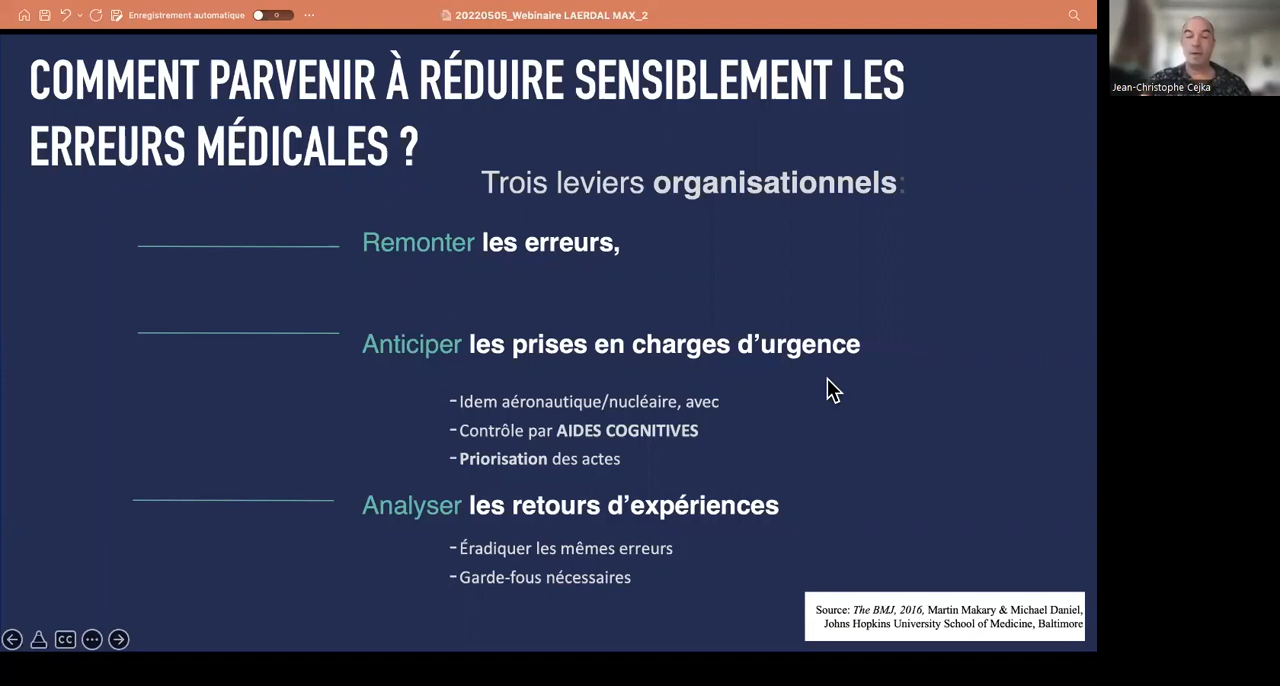 Enregistrement automatique
20220505_Webinaire LAERDAL MAX_2
Jean-Christophe Cejka
COMMENT PARVENIR À RÉDUIRE SENSIBLEMENT LES
ERREURS MÉDICALES ?
Trois leviers organisationnels:
Remonter les erreurs,
Anticiper les prises en charges d’urgence
-Idem aéronautique/nucléaire, avec
-Contrôle par AIDES COGNITIVES
-Priorisation des actes
Analyser les retours d’expériences
-Éradiquer les mêmes erreurs
-Garde-fous nécessaires
Source: The BMJ, 2016, Martin Makary & Michael Daniel,
Johns Hopkins University School of Medicine, Baltimore
CC